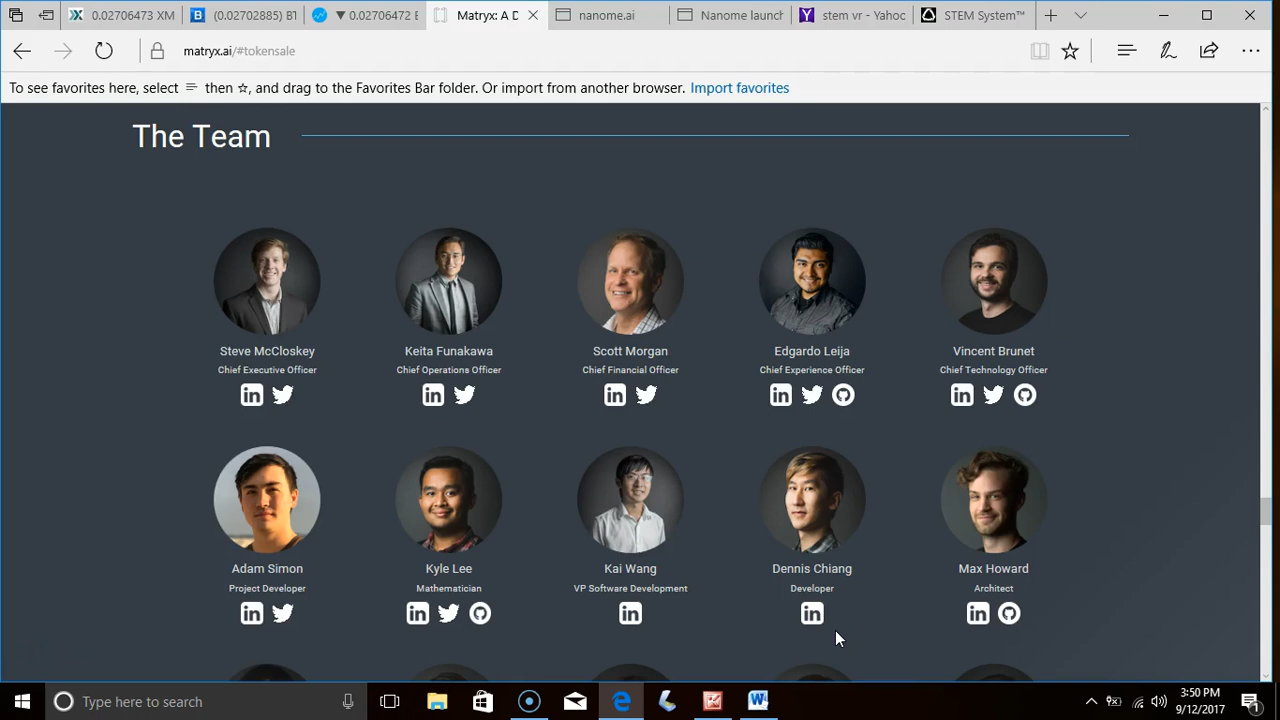 0.02706473 XM
(0.02702885) B1
▼ 0.02706472 E
Matryx: A D
nanome.ai
Nanome launch
stem vr - Yahoo
STEM System™
matryx.ai/#tokensale
To see favorites here, select ≡ then ☆, and drag to the Favorites Bar folder. Or import from another browser. Import favorites
The Team
Steve McCloskey
Chief Executive Officer
Keita Funakawa
Chief Operations Officer
Scott Morgan
Chief Financial Officer
Edgardo Leija
Chief Experience Officer
Vincent Brunet
Chief Technology Officer
Adam Simon
Project Developer
Kyle Lee
Mathematician
Kai Wang
VP Software Development
Dennis Chiang
Developer
Max Howard
Architect
Type here to search
3:50 PM
9/12/2017